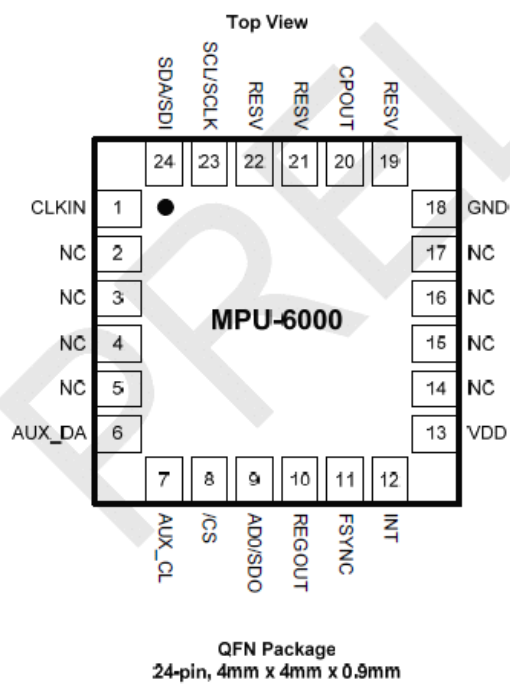 Top View
SDA/SDI SCL/SCLK RESV RESV CPOUT RESV
24 23 22 21 20 19
CLKIN 1 18 GND
NC 2 17 NC
NC 3 16 NC
MPU-6000
NC 4 15 NC
NC 5 14 NC
AUX_DA 6 13 VDD
7 8 9 10 11 12
AUX_CL /CS AD0/SDO REGOUT FSYNC INT
QFN Package
24-pin, 4mm x 4mm x 0.9mm
PREL